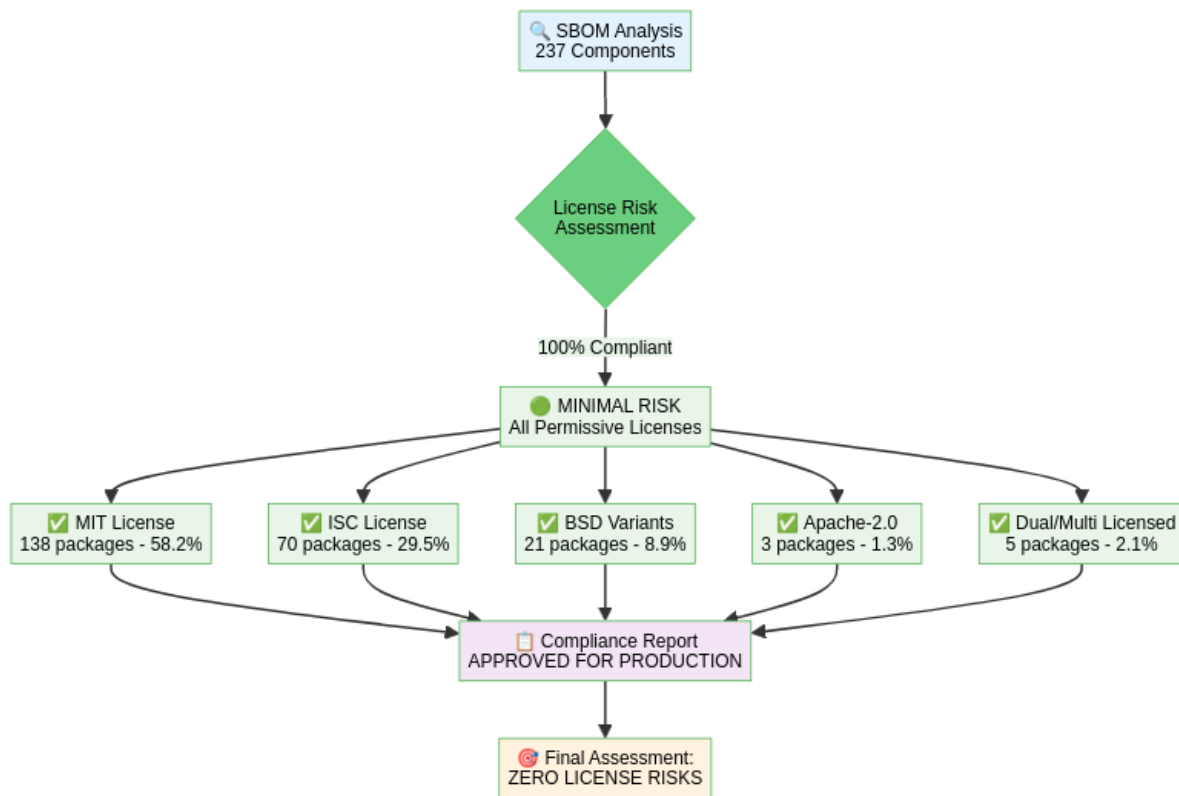 🔍 SBOM Analysis
237 Components
License Risk
Assessment
100% Compliant
🟢 MINIMAL RISK
All Permissive Licenses
✅ MIT License
138 packages - 58.2%
✅ ISC License
70 packages - 29.5%
✅ BSD Variants
21 packages - 8.9%
✅ Apache-2.0
3 packages - 1.3%
✅ Dual/Multi Licensed
5 packages - 2.1%
📋 Compliance Report
APPROVED FOR PRODUCTION
🎯 Final Assessment:
ZERO LICENSE RISKS